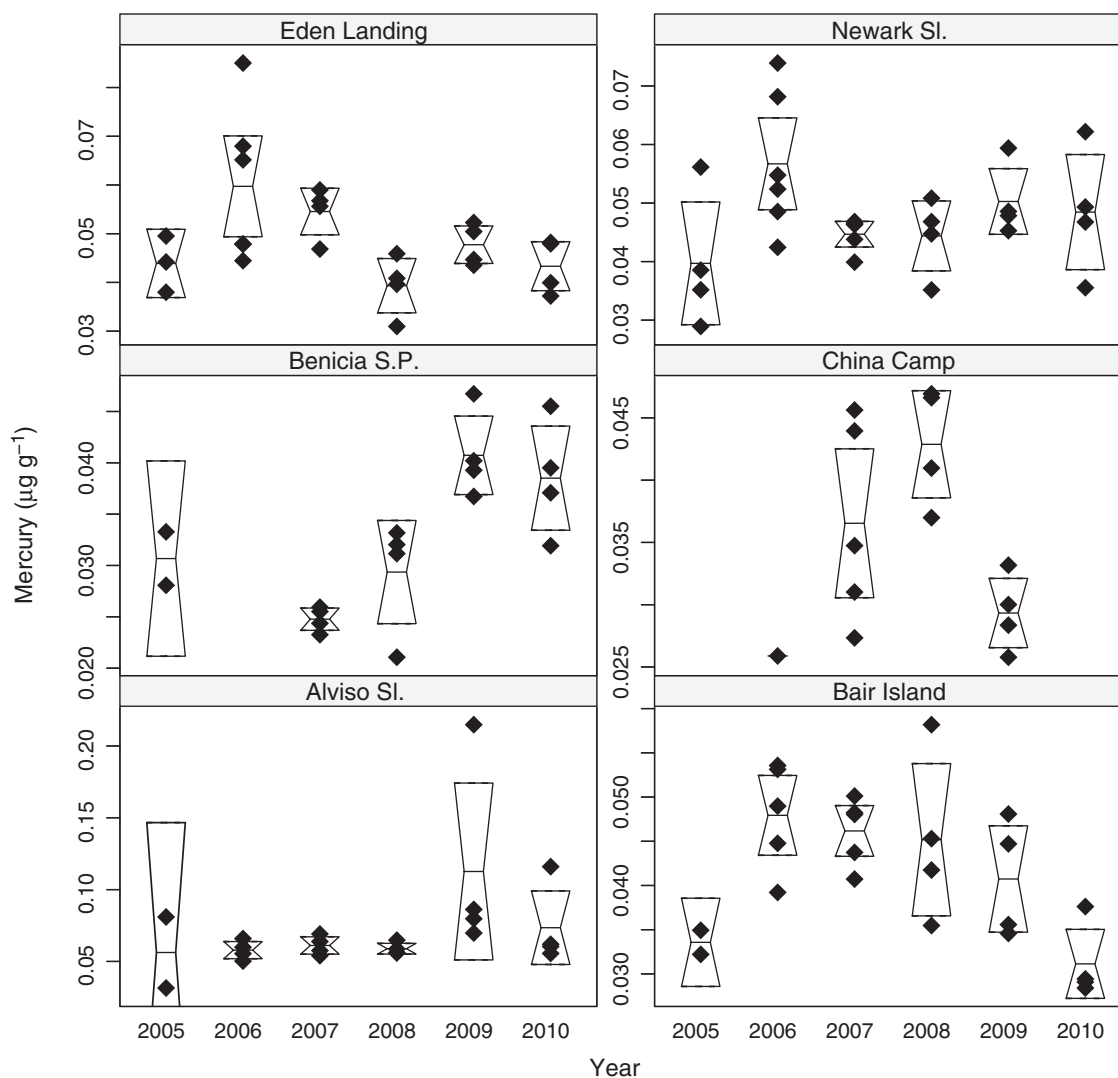 Eden Landing
Newark Sl.
0.07
0.05
0.03
0.07
0.06
0.05
0.04
0.03
Benicia S.P.
China Camp
Mercury (µg g⁻¹)
0.040
0.030
0.020
0.045
0.035
0.025
Alviso Sl.
Bair Island
0.20
0.15
0.10
0.05
0.050
0.040
0.030
2005 2006 2007 2008 2009 2010
2005 2006 2007 2008 2009 2010
Year